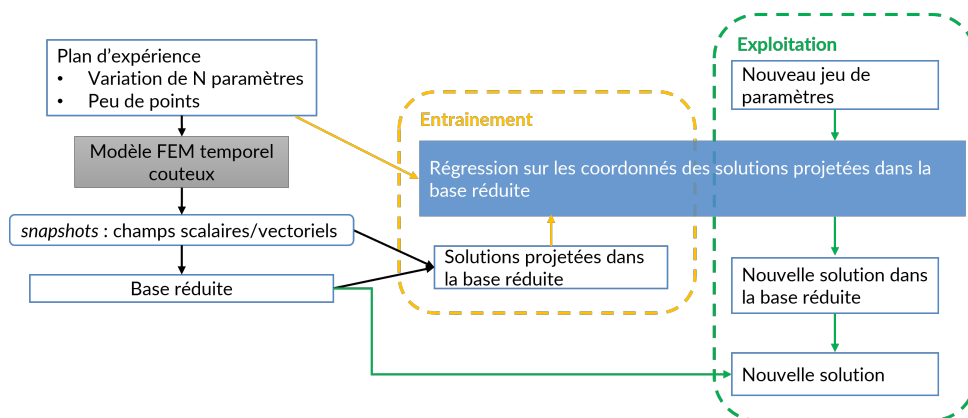 Plan d'expérience
• Variation de N paramètres
• Peu de points
Modèle FEM temporel
couteux
snapshots : champs scalaires/vectoriels
Base réduite
Entrainement
Régression sur les coordonnés des solutions projetées dans la
base réduite
Solutions projetées dans
la base réduite
Exploitation
Nouveau jeu de
paramètres
Nouvelle solution dans
la base réduite
Nouvelle solution